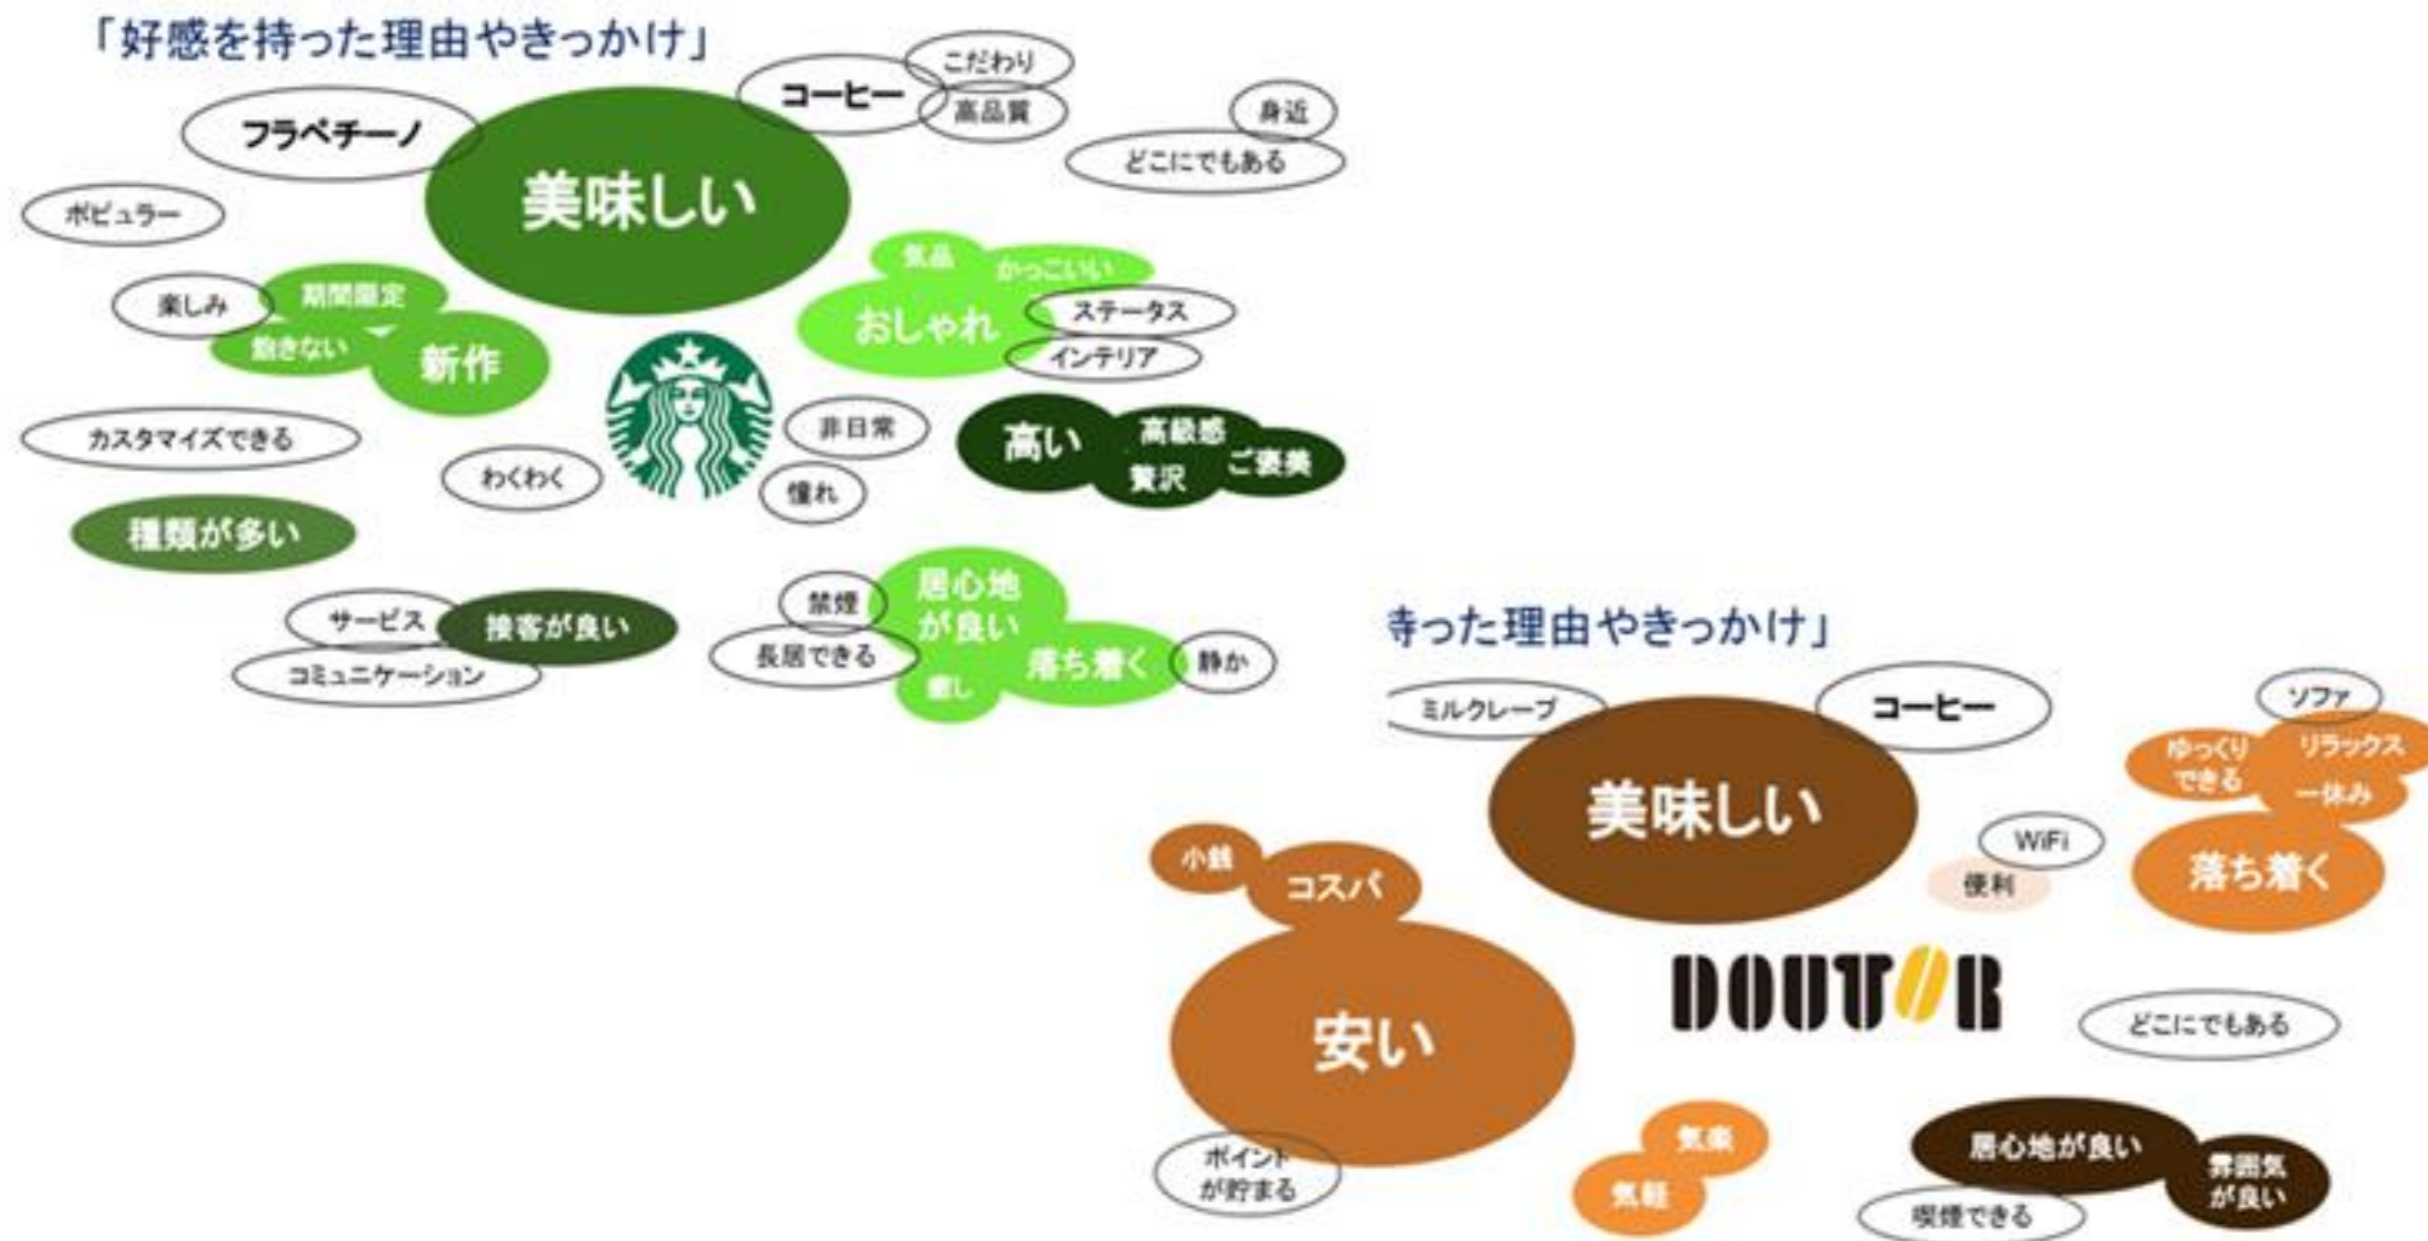 「好感を持った理由やきっかけ」
こだわり
コーヒー
高品質
身近
フラペチーノ
どこにでもある
美味しい
ポピュラー
気品
かっこいい
楽しみ
期間限定
ステータス
おしゃれ
飽きない
新作
インテリア
カスタマイズできる
非日常
高い
高級感
贅沢
ご褒美
わくわく
憧れ
種類が多い
禁煙
居心地
が良い
サービス
接客が良い
長居できる
落ち着く
静か
コミュニケーション
癒し
持った理由やきっかけ」
ミルクレープ
コーヒー
ソファ
ゆっくり
できる
リラックス
一休み
美味しい
小銭
コスパ
WiFi
便利
落ち着く
DOUTOR
安い
どこにでもある
気楽
気軽
居心地が良い
雰囲気
が良い
ポイント
が貯まる
喫煙できる